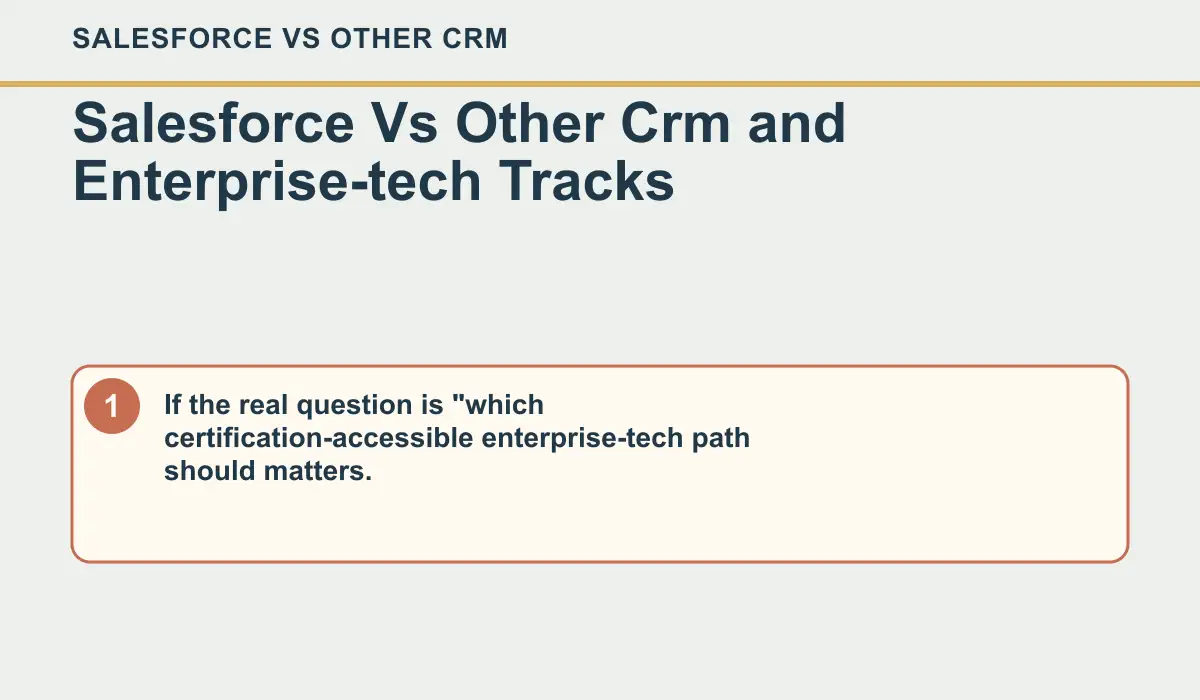 SALESFORCE VS OTHER CRM
Salesforce Vs Other Crm and
Enterprise-tech Tracks
1
If the real question is "which
certification-accessible enterprise-tech path
should matters.